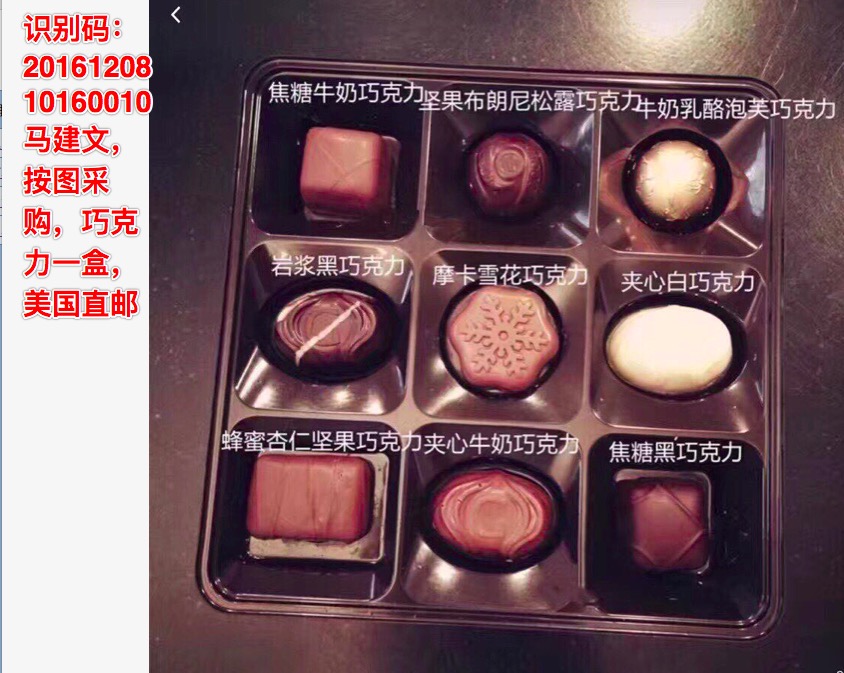 识别码：
20161208
10160010
马建文，
按图采
购，巧克
力一盒，
美国直邮
焦糖牛奶巧克力
坚果布朗尼松露巧克力
牛奶乳酪泡芙巧克力
岩浆黑巧克力
摩卡雪花巧克力
夹心白巧克力
蜂蜜杏仁坚果巧克力
夹心牛奶巧克力
焦糖黑巧克力